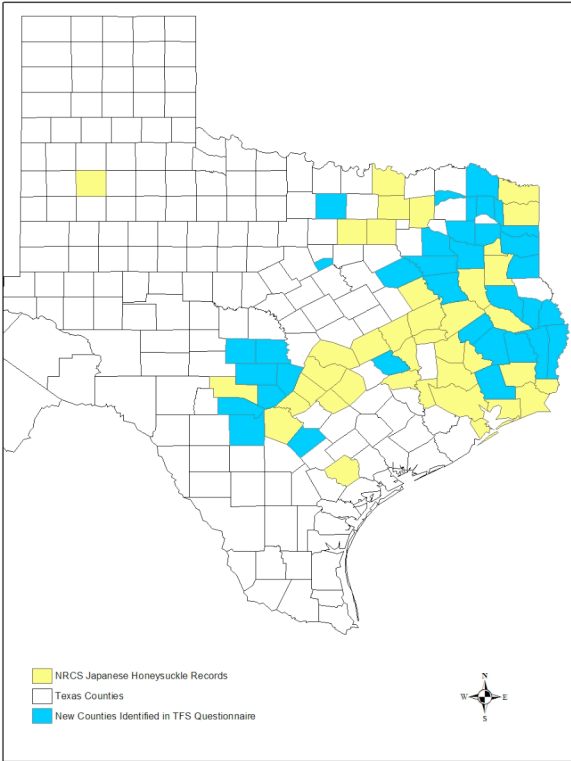 NRCS Japanese Honeysuckle Records
Texas Counties
New Counties Identified in TFS Questionnaire
N
W E
S